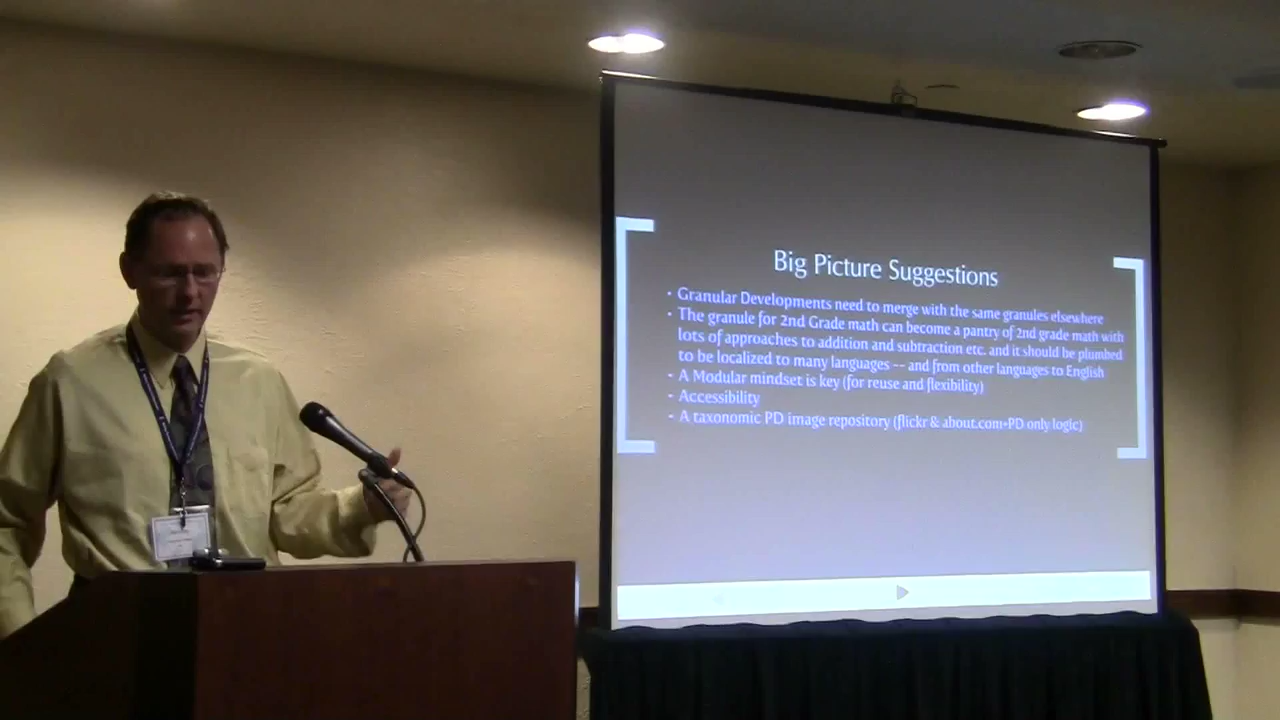 Big Picture Suggestions
• Granular Developments need to merge with the same granules elsewhere
• The granule for 2nd Grade math can become a pantry of 2nd grade math with
lots of approaches to addition and subtraction etc. and it should be plumbed
to be localized to many languages -- and from other languages to English
• A Modular mindset is key (for reuse and flexibility)
• Accessibility
• A taxonomic PD image repository (flickr & about.com+PD only logic)